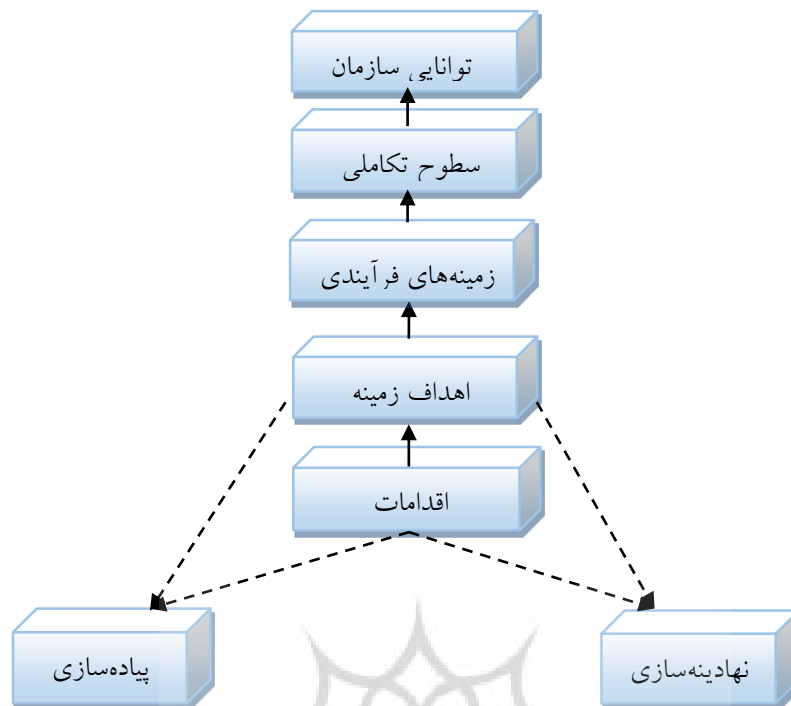 توانایی سازمان
سطوح تکاملی
زمینه‌های فرآیندی
اهداف زمینه
اقدامات
نهادینه‌سازی
پیاده‌سازی